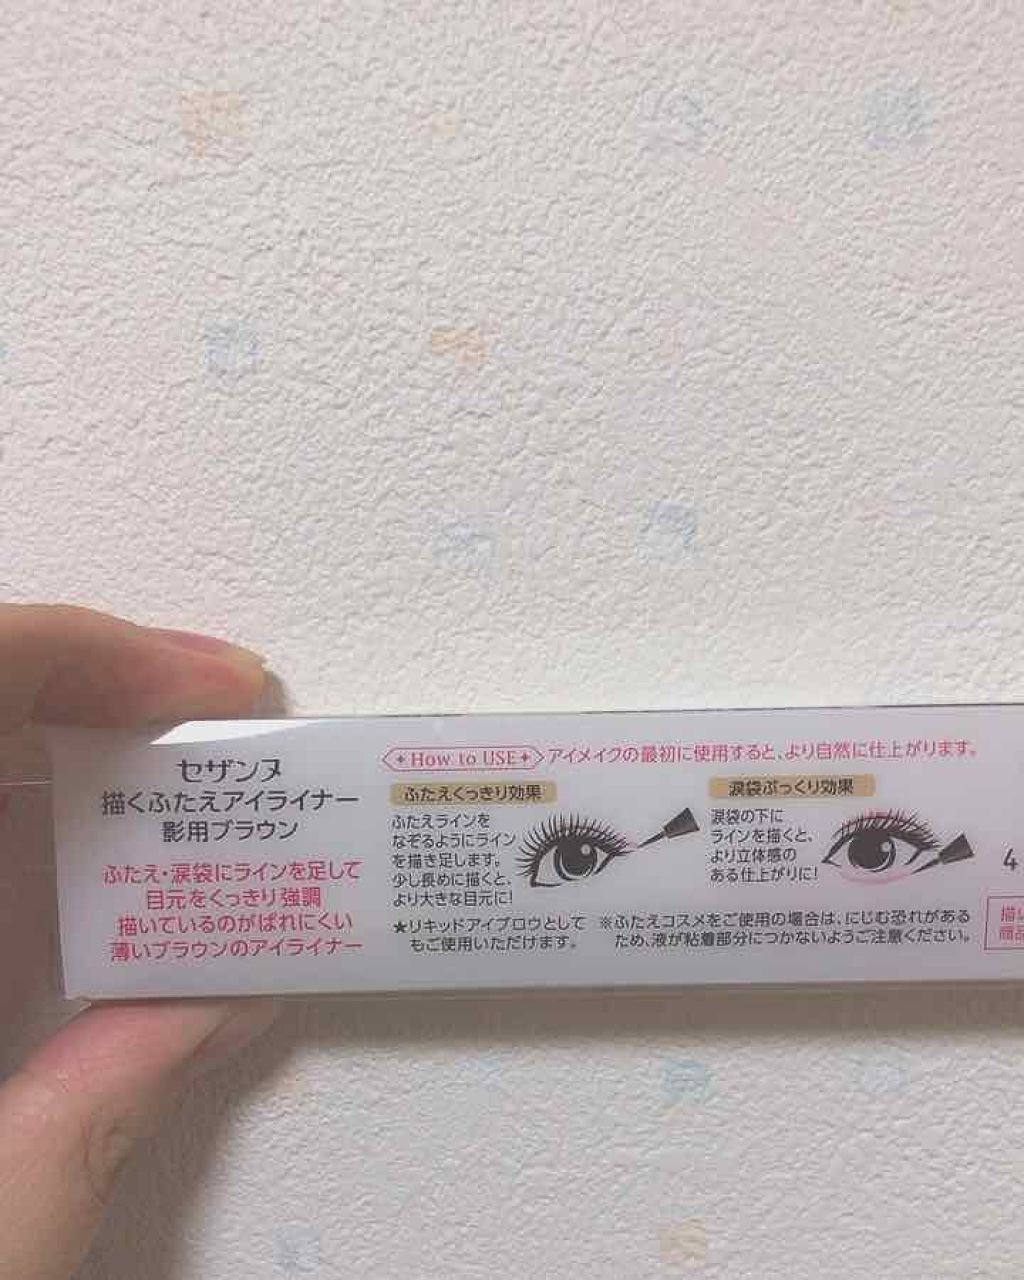 セザンヌ
描くふたえアイライナー
影用ブラウン
ふたえ・涙袋にラインを足して
目元をくっきり強調
描いているのがばれにくい
薄いブラウンのアイライナー
How to USE アイメイクの最初に使用すると、より自然に仕上がります。
ふたえくっきり効果
ふたえラインを
なぞるようにライン
を描き足します。
少し長めに描くと、
より大きな目元に!
涙袋ぷっくり効果
涙袋の下に
ラインを描くと、
より立体感の
ある仕上がりに!
★リキッドアイブロウとして
もご使用いただけます。
※ふたえコスメをご使用の場合は、にじむ恐れがある
ため、液が粘着部分につかないようご注意ください。
4